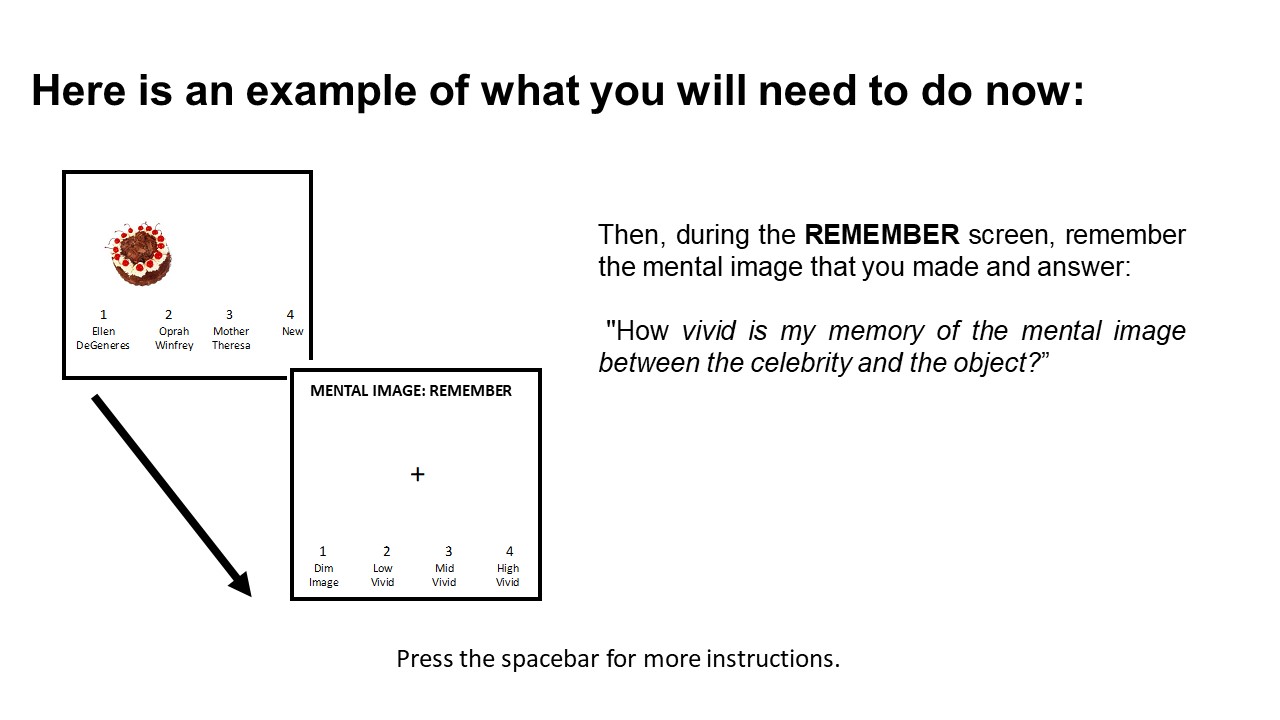 Here is an example of what you will need to do now:
1 2 3 4
Ellen Oprah Mother New
DeGeneres Winfrey Theresa
Then, during the REMEMBER screen, remember
the mental image that you made and answer:
"How vivid is my memory of the mental image
between the celebrity and the object?”
MENTAL IMAGE: REMEMBER
+
1 2 3 4
Dim Low Mid High
Image Vivid Vivid Vivid
Press the spacebar for more instructions.